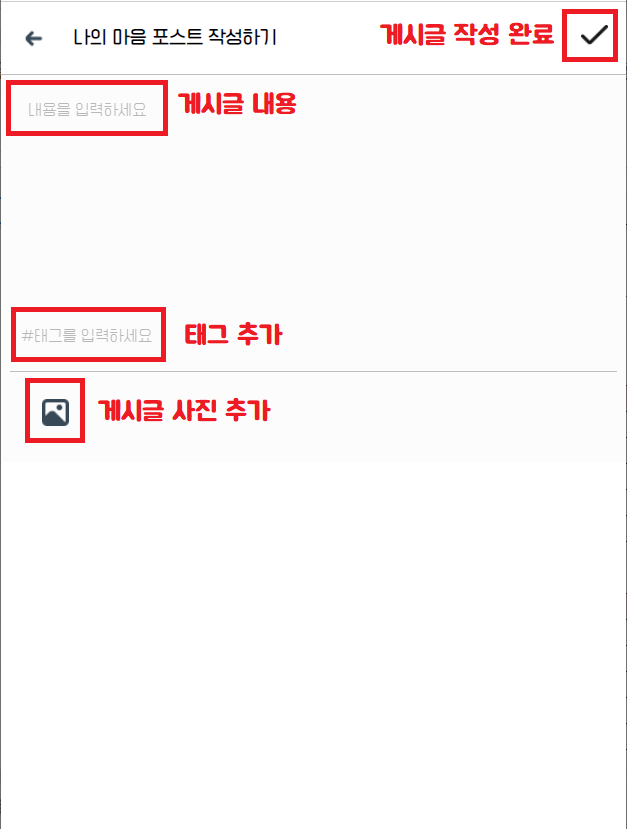 나의 마음 포스트 작성하기 게시글 작성 완료
내용을 입력하세요 게시글 내용
#태그를 입력하세요 태그 추가
게시글 사진 추가